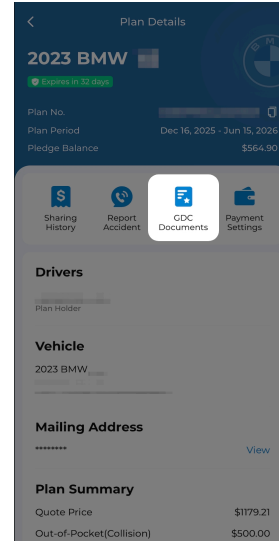 Plan Details
2023 BMW
Expires in 32 days
Plan No.
Plan Period Dec 16, 2025 - Jun 15, 2026
Pledge Balance $564.90
Sharing History
Report Accident
GDC Documents
Payment Settings
Drivers
Plan Holder
Vehicle
2023 BMW
Mailing Address
******** View
Plan Summary
Quote Price $1179.21
Out-of-Pocket(Collision) $500.00